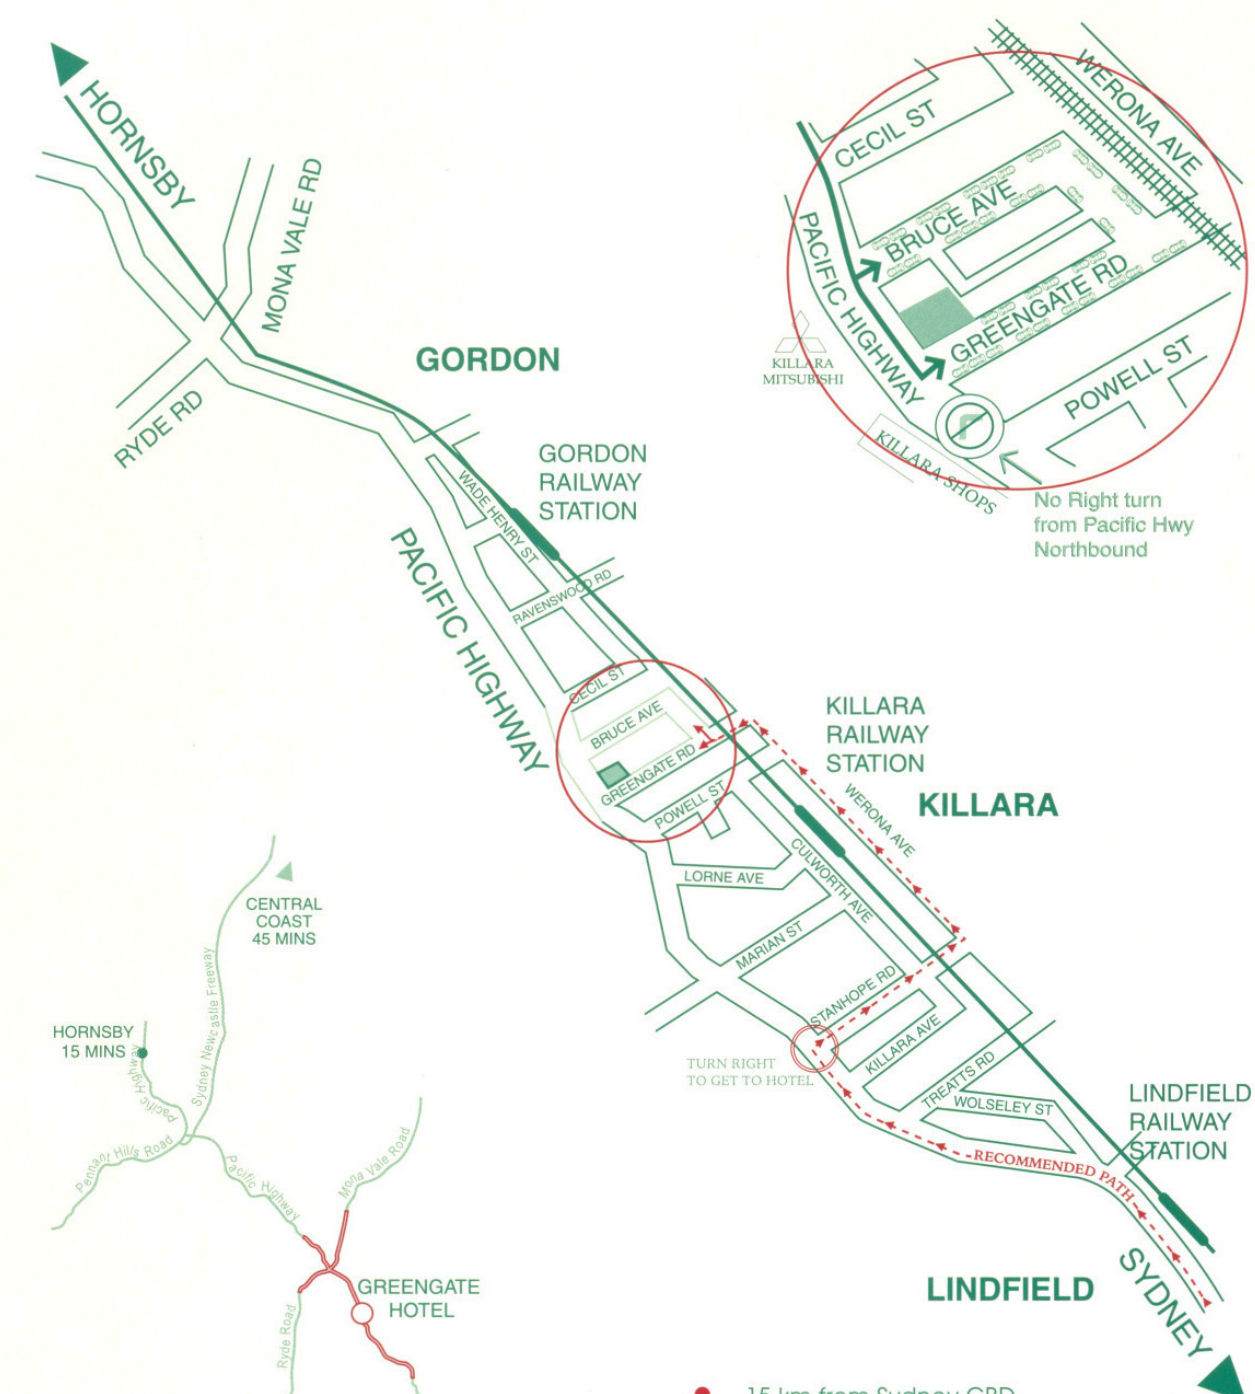 HORNSBY
MONA VALE RD
RYDE RD
GORDON
GORDON
RAILWAY
STATION
WADE HENRY ST
RAVENSWOOD RD
PACIFIC HIGHWAY
CECIL ST
BRUCE AVE
GREENGATE RD
POWELL ST
WERONA AVE
CECIL ST
BRUCE AVE
PACIFIC HIGHWAY
GREENGATE RD
POWELL ST
KILLARA
MITSUBISHI
KILLARA SHOPS
No Right turn
from Pacific Hwy
Northbound
KILLARA
RAILWAY
STATION
KILLARA
WERONA AVE
CULWORTH AVE
LORNE AVE
MARIAN ST
STANHOPE RD
KILLARA AVE
TREATTS RD
WOLSELEY ST
TURN RIGHT
TO GET TO HOTEL
RECOMMENDED PATH
LINDFIELD
RAILWAY
STATION
LINDFIELD
SYDNEY
CENTRAL
COAST
45 MINS
Sydney Newcastle Freeway
HORNSBY
15 MINS
Pacific Highway
Pennant Hills Road
Pacific Highway
Mona Vale Road
GREENGATE
HOTEL
Ryde Road
15 km from Sydney CBD